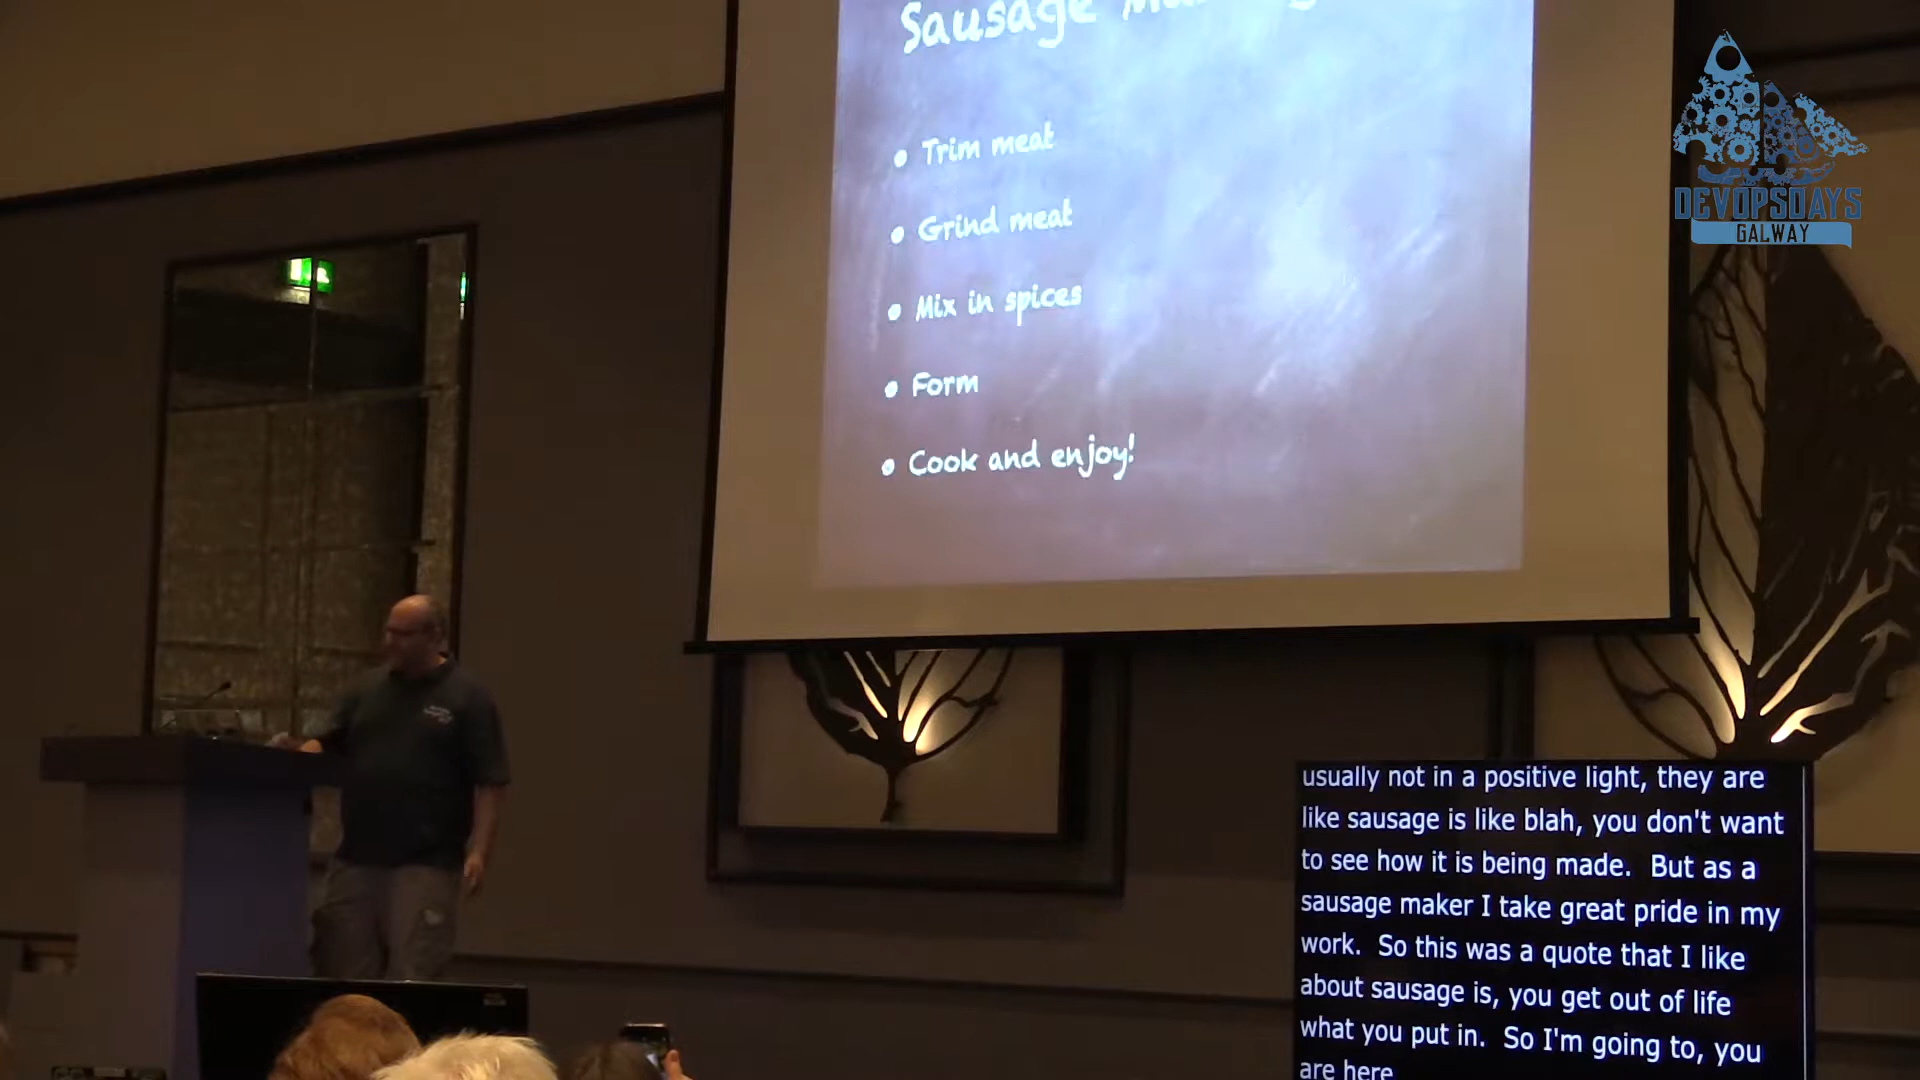 Sausage
• Trim meat
• Grind meat
• Mix in spices
• Form
• Cook and enjoy!
DEVOPSDAYS
GALWAY
usually not in a positive light, they are
like sausage is like blah, you don't want
to see how it is being made. But as a
sausage maker I take great pride in my
work. So this was a quote that I like
about sausage is, you get out of life
what you put in. So I'm going to, you
are here